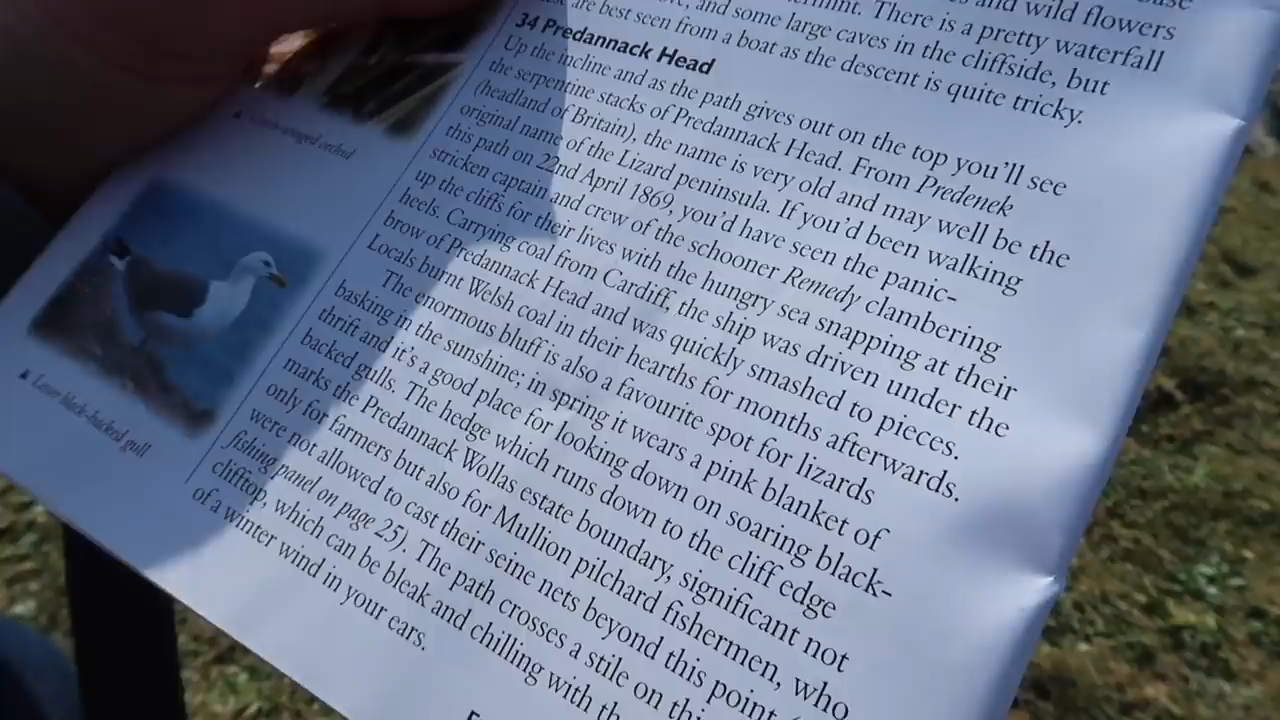 and wild flowers
ermint. There is a pretty waterfall
and some large caves in the cliffside, but
are best seen from a boat as the descent is quite tricky.
34 Predannack Head
Up the incline and as the path gives out on the top you'll see
the serpentine stacks of Predannack Head. From Predenek
(headland of Britain), the name is very old and may well be the
original name of the Lizard peninsula. If you'd been walking
this path on 22nd April 1869, you'd have seen the panic-
stricken captain and crew of the schooner Remedy clambering
up the cliffs for their lives with the hungry sea snapping at their
heels. Carrying coal from Cardiff, the ship was driven under the
brow of Predannack Head and was quickly smashed to pieces.
Locals burnt Welsh coal in their hearths for months afterwards.
The enormous bluff is also a favourite spot for lizards
basking in the sunshine; in spring it wears a pink blanket of
thrift and it's a good place for looking down on soaring black-
backed gulls. The hedge which runs down to the cliff edge
marks the Predannack Wollas estate boundary, significant not
only for farmers but also for Mullion pilchard fishermen, who
were not allowed to cast their seine nets beyond this point
fishing panel on page 25). The path crosses a stile on this
clifftop, which can be bleak and chilling with th
of a winter wind in your ears.
orchid
▲ Lesser black-backed gull